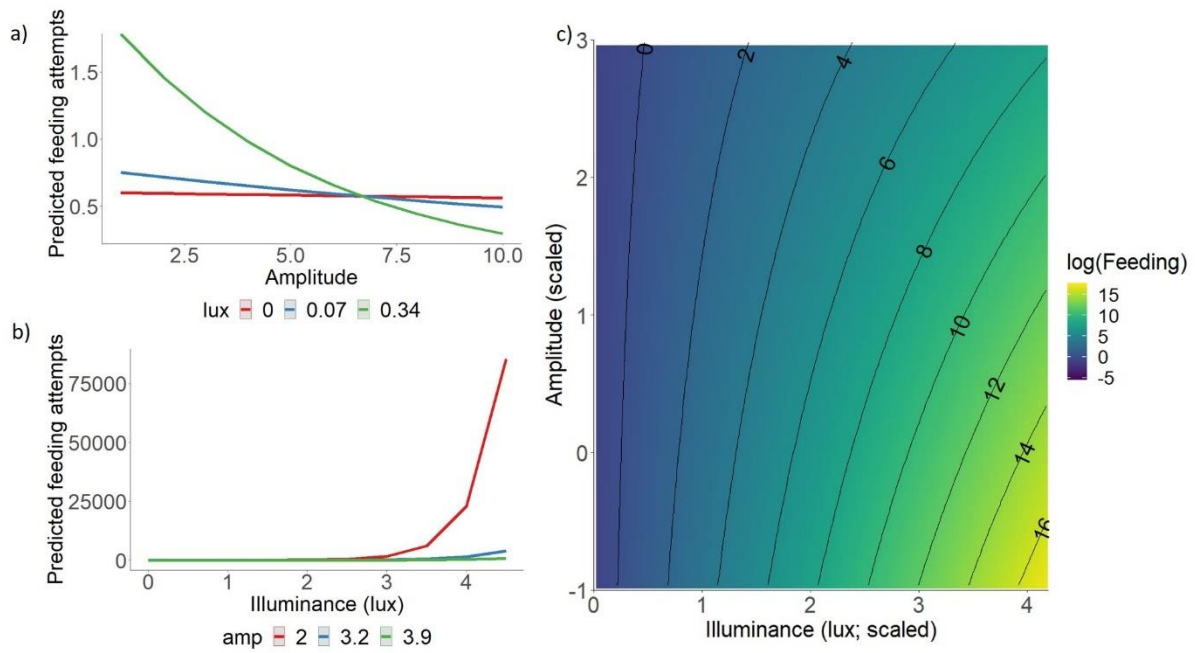 a)
Predicted feeding attempts
1.5
1.0
0.5
2.5 5.0 7.5 10.0
Amplitude
lux 0 0.07 0.34
b)
Predicted feeding attempts
75000
50000
25000
0
0 1 2 3 4
Illuminance (lux)
amp 2 3.2 3.9
c)
Amplitude (scaled)
3
2
1
0
-1
0 2 4
6
8
10
12
14
16
0 1 2 3 4
Illuminance (lux; scaled)
log(Feeding)
15
10
5
0
-5